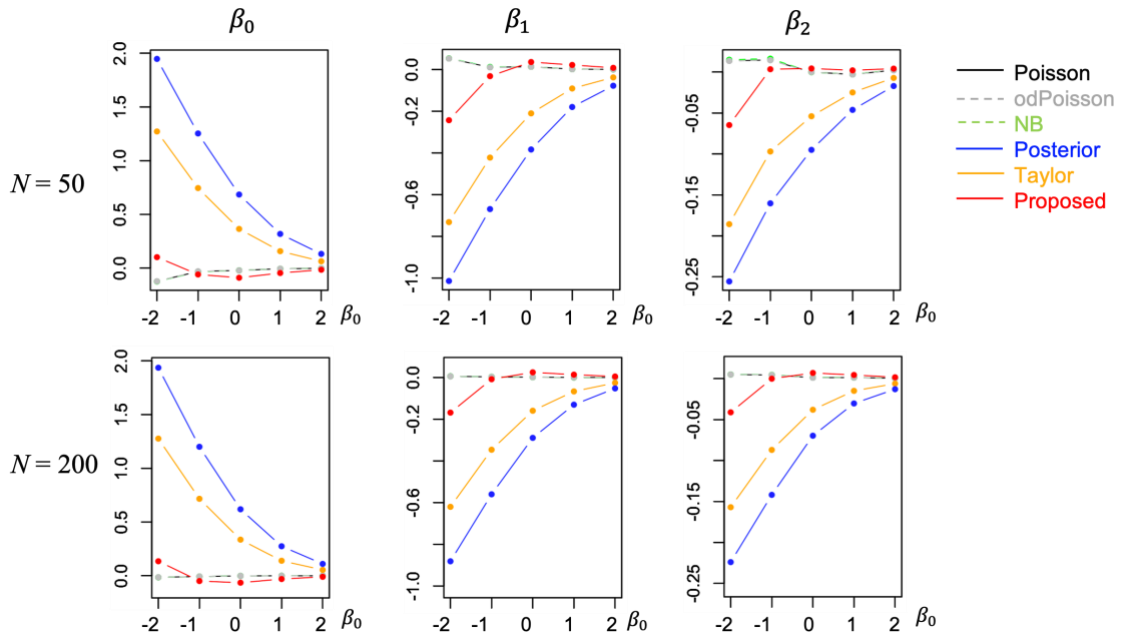 β₀ β₁ β₂
N = 50
2.0
1.5
1.0
0.5
0.0
-2 -1 0 1 2 β₀
0.0
-0.2
-0.6
-1.0
-2 -1 0 1 2 β₀
-0.05
-0.15
-0.25
-2 -1 0 1 2 β₀
Poisson
odPoisson
NB
Posterior
Taylor
Proposed
N = 200
2.0
1.5
1.0
0.5
0.0
-2 -1 0 1 2 β₀
0.0
-0.2
-0.6
-1.0
-2 -1 0 1 2 β₀
-0.05
-0.15
-0.25
-2 -1 0 1 2 β₀